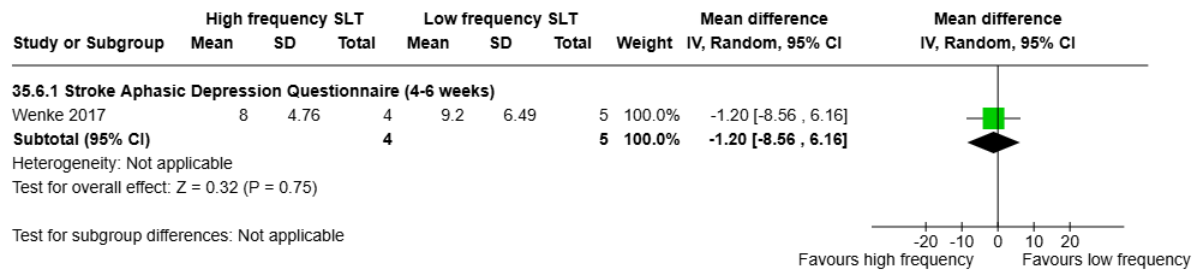 High frequency SLT Low frequency SLT Mean difference Mean difference
Study or Subgroup Mean SD Total Mean SD Total Weight IV, Random, 95% CI IV, Random, 95% CI
35.6.1 Stroke Aphasic Depression Questionnaire (4-6 weeks)
Wenke 2017 8 4.76 4 9.2 6.49 5 100.0% -1.20 [-8.56 , 6.16]
Subtotal (95% CI) 4 5 100.0% -1.20 [-8.56 , 6.16]
Heterogeneity: Not applicable
Test for overall effect: Z = 0.32 (P = 0.75)
Test for subgroup differences: Not applicable
-20 -10 0 10 20
Favours high frequency Favours low frequency